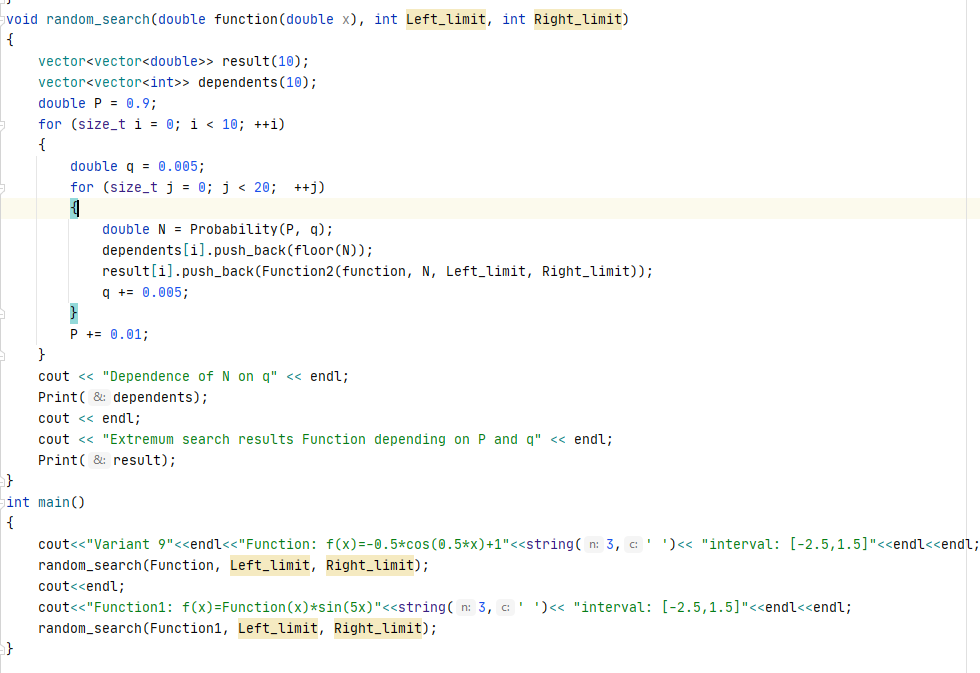 void random_search(double function(double x), int Left_limit, int Right_limit)
{
    vector<vector<double>> result(10);
    vector<vector<int>> dependents(10);
    double P = 0.9;
    for (size_t i = 0; i < 10; ++i)
    {
        double q = 0.005;
        for (size_t j = 0; j < 20;  ++j)
        {
            double N = Probability(P, q);
            dependents[i].push_back(floor(N));
            result[i].push_back(Function2(function, N, Left_limit, Right_limit));
            q += 0.005;
        }
        P += 0.01;
    }
    cout << "Dependence of N on q" << endl;
    Print( &: dependents);
    cout << endl;
    cout << "Extremum search results Function depending on P and q" << endl;
    Print( &: result);
}
int main()
{
    cout<<"Variant 9"<<endl<<"Function: f(x)=-0.5*cos(0.5*x)+1"<<string( n: 3, c: ' ')<< "interval: [-2.5,1.5]"<<endl<<endl;
    random_search(Function, Left_limit, Right_limit);
    cout<<endl;
    cout<<"Function1: f(x)=Function(x)*sin(5x)"<<string( n: 3, c: ' ')<< "interval: [-2.5,1.5]"<<endl<<endl;
    random_search(Function1, Left_limit, Right_limit);
}